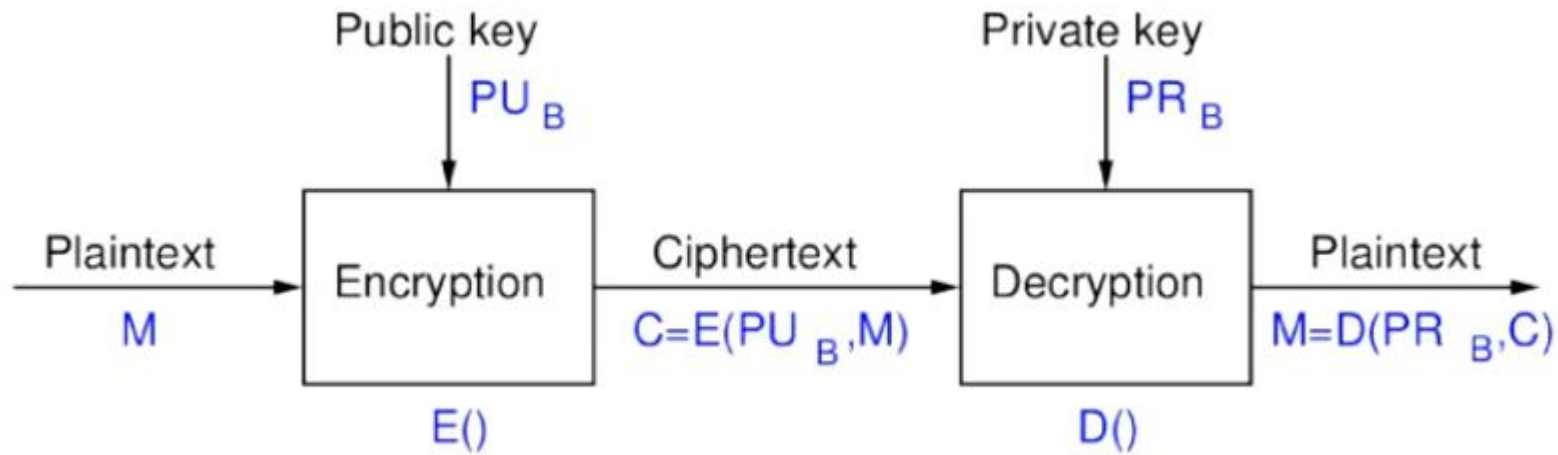 Public key
PU B
Private key
PR B
Plaintext
M
Encryption
E()
Ciphertext
C=E(PU B,M)
Decryption
D()
Plaintext
M=D(PR B,C)